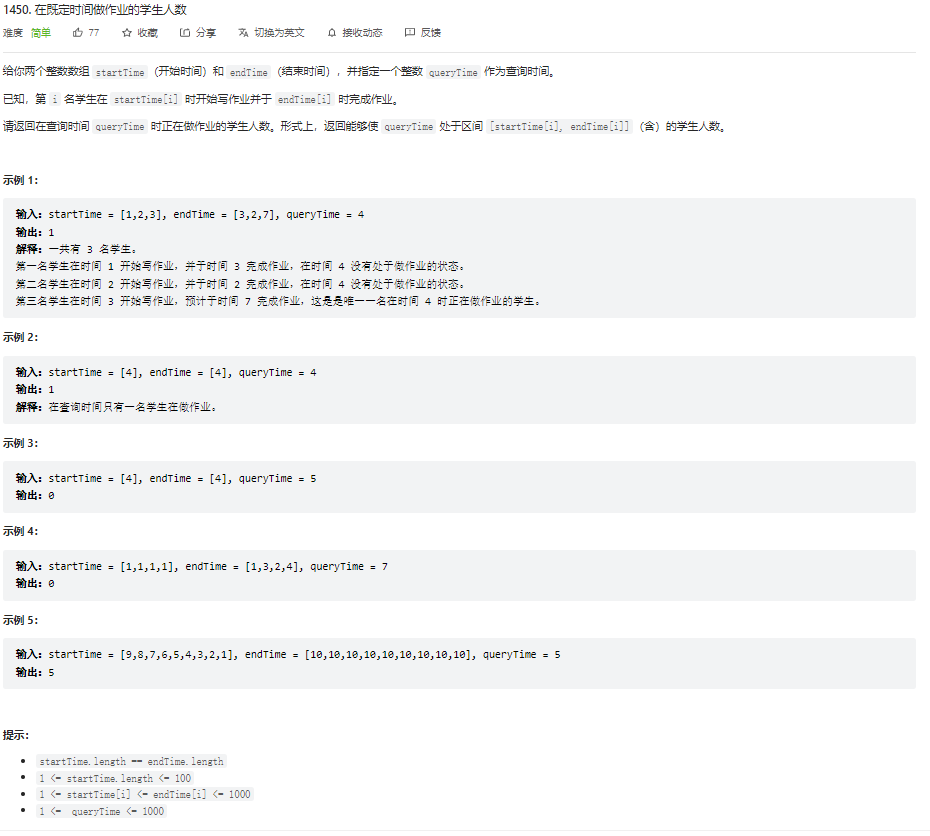 1450. 在既定时间做作业的学生人数
难度 简单 77 收藏 分享 切换为英文 接收动态 反馈
给你两个整数数组 startTime（开始时间）和 endTime（结束时间），并指定一个整数 queryTime 作为查询时间。
已知，第 i 名学生在 startTime[i] 时开始写作业并于 endTime[i] 时完成作业。
请返回在查询时间 queryTime 时正在做作业的学生人数。形式上，返回能够使 queryTime 处于区间 [startTime[i], endTime[i]]（含）的学生人数。
示例 1：
输入：startTime = [1,2,3], endTime = [3,2,7], queryTime = 4
输出：1
解释：一共有 3 名学生。
第一名学生在时间 1 开始写作业，并于时间 3 完成作业，在时间 4 没有处于做作业的状态。
第二名学生在时间 2 开始写作业，并于时间 2 完成作业，在时间 4 没有处于做作业的状态。
第三名学生在时间 3 开始写作业，预计于时间 7 完成作业，这是是唯一一名在时间 4 时正在做作业的学生。
示例 2：
输入：startTime = [4], endTime = [4], queryTime = 4
输出：1
解释：在查询时间只有一名学生在做作业。
示例 3：
输入：startTime = [4], endTime = [4], queryTime = 5
输出：0
示例 4：
输入：startTime = [1,1,1,1], endTime = [1,3,2,4], queryTime = 7
输出：0
示例 5：
输入：startTime = [9,8,7,6,5,4,3,2,1], endTime = [10,10,10,10,10,10,10,10,10], queryTime = 5
输出：5
提示：
startTime.length == endTime.length
1 <= startTime.length <= 100
1 <= startTime[i] <= endTime[i] <= 1000
1 <= queryTime <= 1000